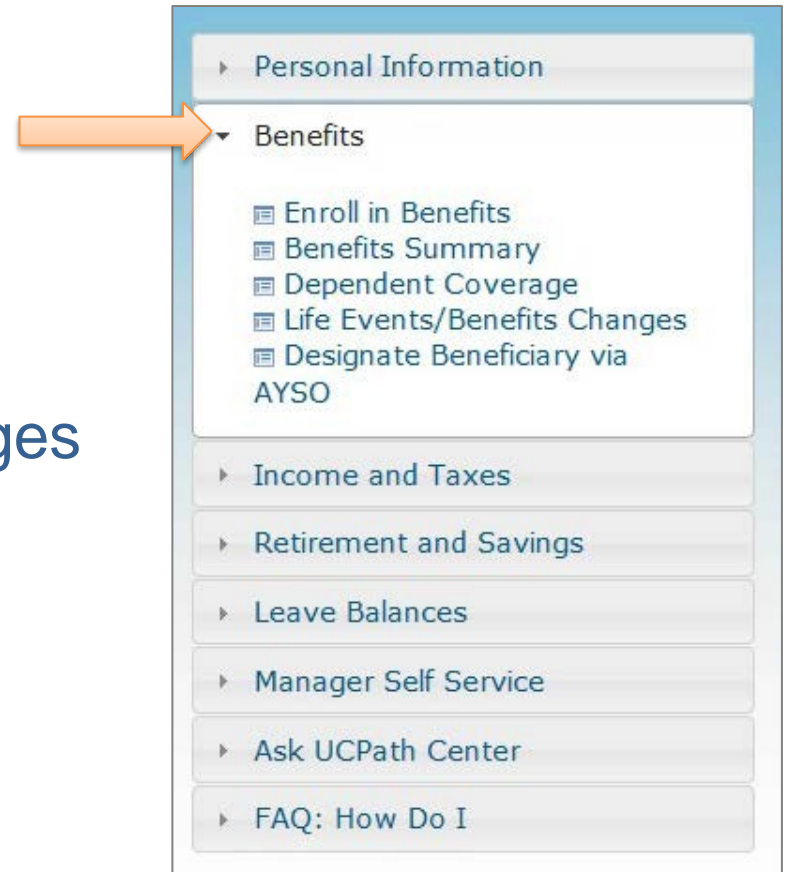 Personal Information
Benefits
Enroll in Benefits
Benefits Summary
Dependent Coverage
Life Events/Benefits Changes
Designate Beneficiary via
AYSO
ges
Income and Taxes
Retirement and Savings
Leave Balances
Manager Self Service
Ask UCPath Center
FAQ: How Do I